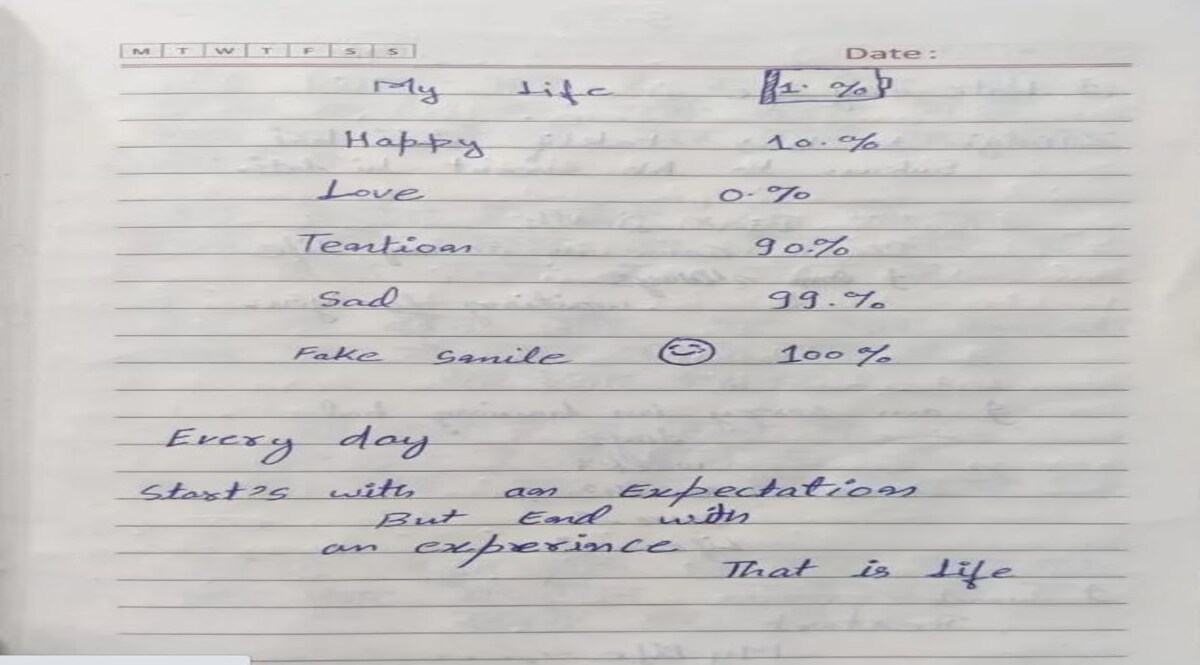 M T W T F S S Date :
My life 1. %
Happy 10. %
Love 0. %
Teantion 90.%
Sad 99. %
Fake Samile 100 %
Every day
Start's with an Expectation
But End with
an experince
That is life